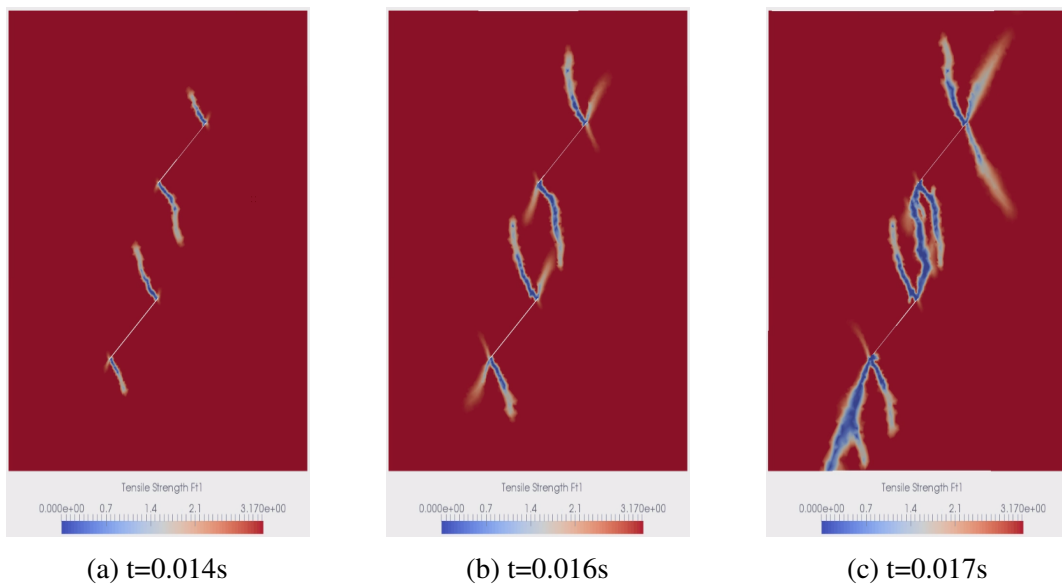 Tensile Strength Ft1
0.000e+00 0.7 1.4 2.1 3.170e+00
Tensile Strength Ft1
0.000e+00 0.7 1.4 2.1 3.170e+00
Tensile Strength Ft1
0.000e+00 0.7 1.4 2.1 3.170e+00
(a) t=0.014s
(b) t=0.016s
(c) t=0.017s